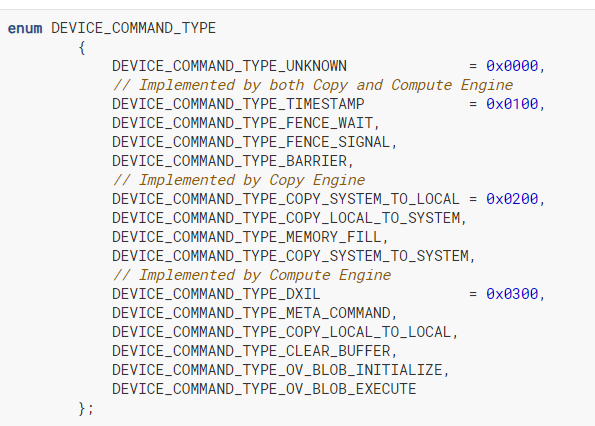 enum DEVICE_COMMAND_TYPE
{
DEVICE_COMMAND_TYPE_UNKNOWN = 0x0000,
// Implemented by both Copy and Compute Engine
DEVICE_COMMAND_TYPE_TIMESTAMP = 0x0100,
DEVICE_COMMAND_TYPE_FENCE_WAIT,
DEVICE_COMMAND_TYPE_FENCE_SIGNAL,
DEVICE_COMMAND_TYPE_BARRIER,
// Implemented by Copy Engine
DEVICE_COMMAND_TYPE_COPY_SYSTEM_TO_LOCAL = 0x0200,
DEVICE_COMMAND_TYPE_COPY_LOCAL_TO_SYSTEM,
DEVICE_COMMAND_TYPE_MEMORY_FILL,
DEVICE_COMMAND_TYPE_COPY_SYSTEM_TO_SYSTEM,
// Implemented by Compute Engine
DEVICE_COMMAND_TYPE_DXIL = 0x0300,
DEVICE_COMMAND_TYPE_META_COMMAND,
DEVICE_COMMAND_TYPE_COPY_LOCAL_TO_LOCAL,
DEVICE_COMMAND_TYPE_CLEAR_BUFFER,
DEVICE_COMMAND_TYPE_OV_BLOB_INITIALIZE,
DEVICE_COMMAND_TYPE_OV_BLOB_EXECUTE
};